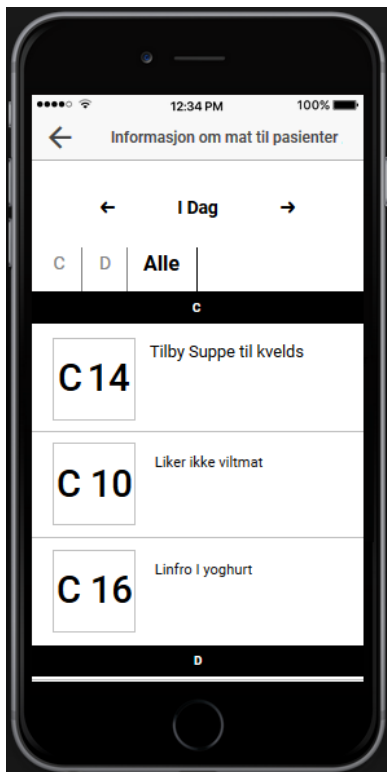 12:34 PM 100%
Informasjon om mat til pasienter
← I Dag →
C D Alle
C
C 14 Tilby Suppe til kvelds
C 10 Liker ikke viltmat
C 16 Linfro I yoghurt
D